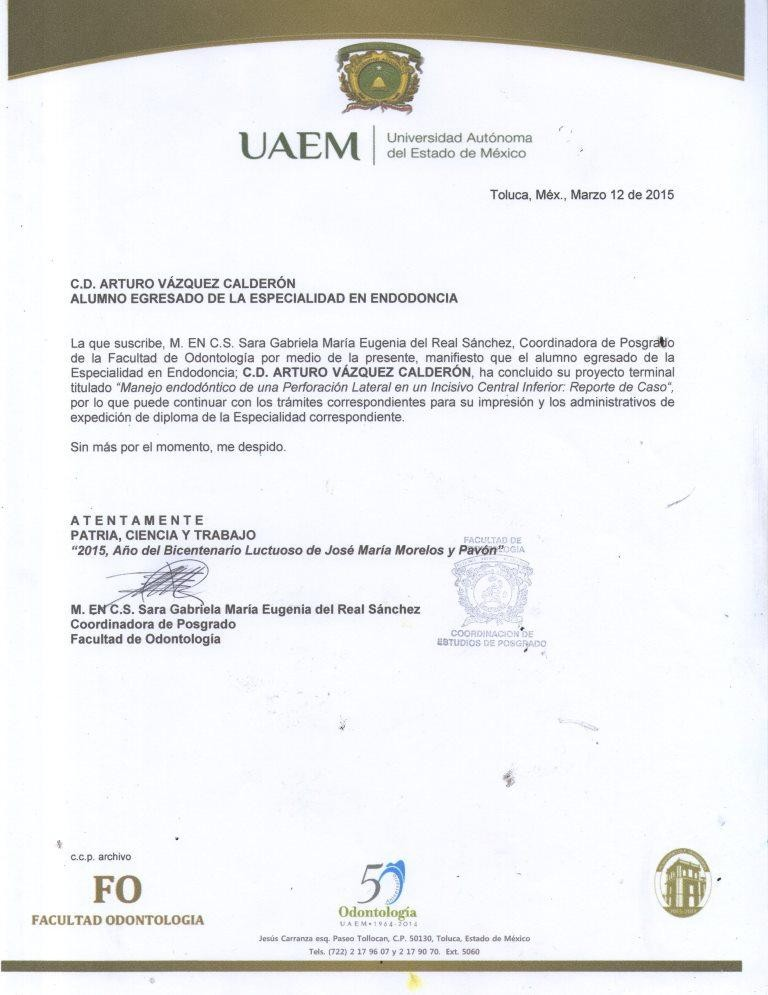 UAEM
Universidad Autónoma
del Estado de México
Toluca, Méx., Marzo 12 de 2015
C.D. ARTURO VÁZQUEZ CALDERÓN
ALUMNO EGRESADO DE LA ESPECIALIDAD EN ENDODONCIA
La que suscribe, M. EN C.S. Sara Gabriela María Eugenia del Real Sánchez, Coordinadora de Posgrado
de la Facultad de Odontología por medio de la presente, manifiesto que el alumno egresado de la
Especialidad en Endodoncia; C.D. ARTURO VÁZQUEZ CALDERÓN, ha concluido su proyecto terminal
titulado “Manejo endodóntico de una Perforación Lateral en un Incisivo Central Inferior: Reporte de Caso“,
por lo que puede continuar con los trámites correspondientes para su impresión y los administrativos de
expedición de diploma de la Especialidad correspondiente.
Sin más por el momento, me despido.
A T E N T A M E N T E
PATRIA, CIENCIA Y TRABAJO
“2015, Año del Bicentenario Luctuoso de José María Morelos y Pavón”
M. EN C.S. Sara Gabriela María Eugenia del Real Sánchez
Coordinadora de Posgrado
Facultad de Odontología
FACULTAD DE
COORDINACION DE
ESTUDIOS DE POSGRADO
c.c.p. archivo
FO
FACULTAD ODONTOLOGIA
50
Odontología
UAEM•1964-2014
Jesús Carranza esq. Paseo Tollocan, C.P. 50130, Toluca, Estado de México
Tels. (722) 2 17 96 07 y 2 17 90 70. Ext. 5060